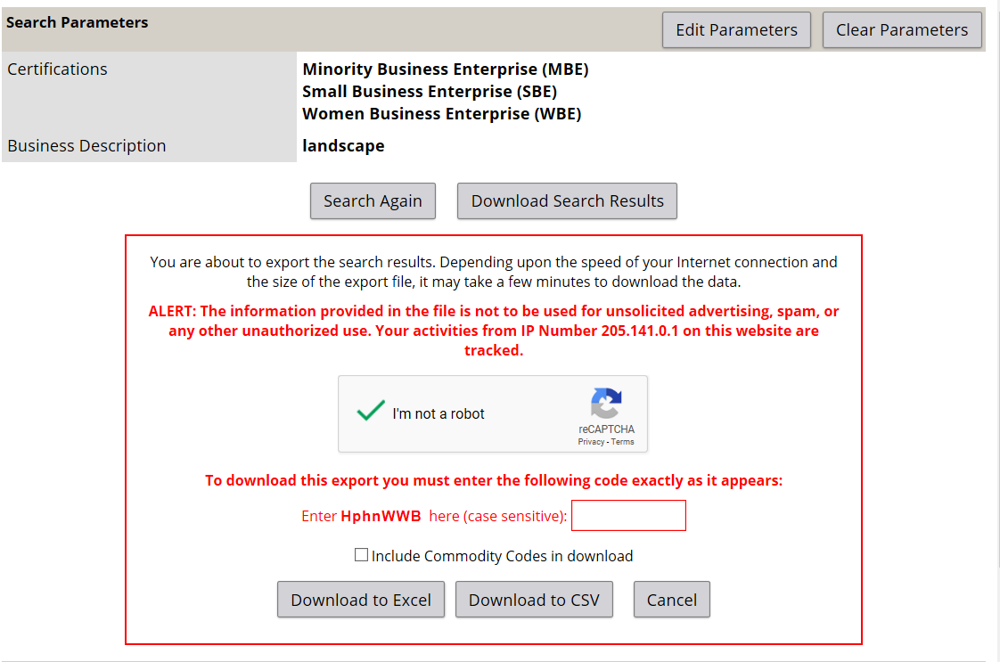 Search Parameters
Edit Parameters
Clear Parameters
Certifications
Minority Business Enterprise (MBE)
Small Business Enterprise (SBE)
Women Business Enterprise (WBE)
Business Description
landscape
Search Again
Download Search Results
You are about to export the search results. Depending upon the speed of your Internet connection and
the size of the export file, it may take a few minutes to download the data.
ALERT: The information provided in the file is not to be used for unsolicited advertising, spam, or
any other unauthorized use. Your activities from IP Number 205.141.0.1 on this website are
tracked.
I'm not a robot
reCAPTCHA
Privacy - Terms
To download this export you must enter the following code exactly as it appears:
Enter HphnWWB here (case sensitive):
Include Commodity Codes in download
Download to Excel
Download to CSV
Cancel